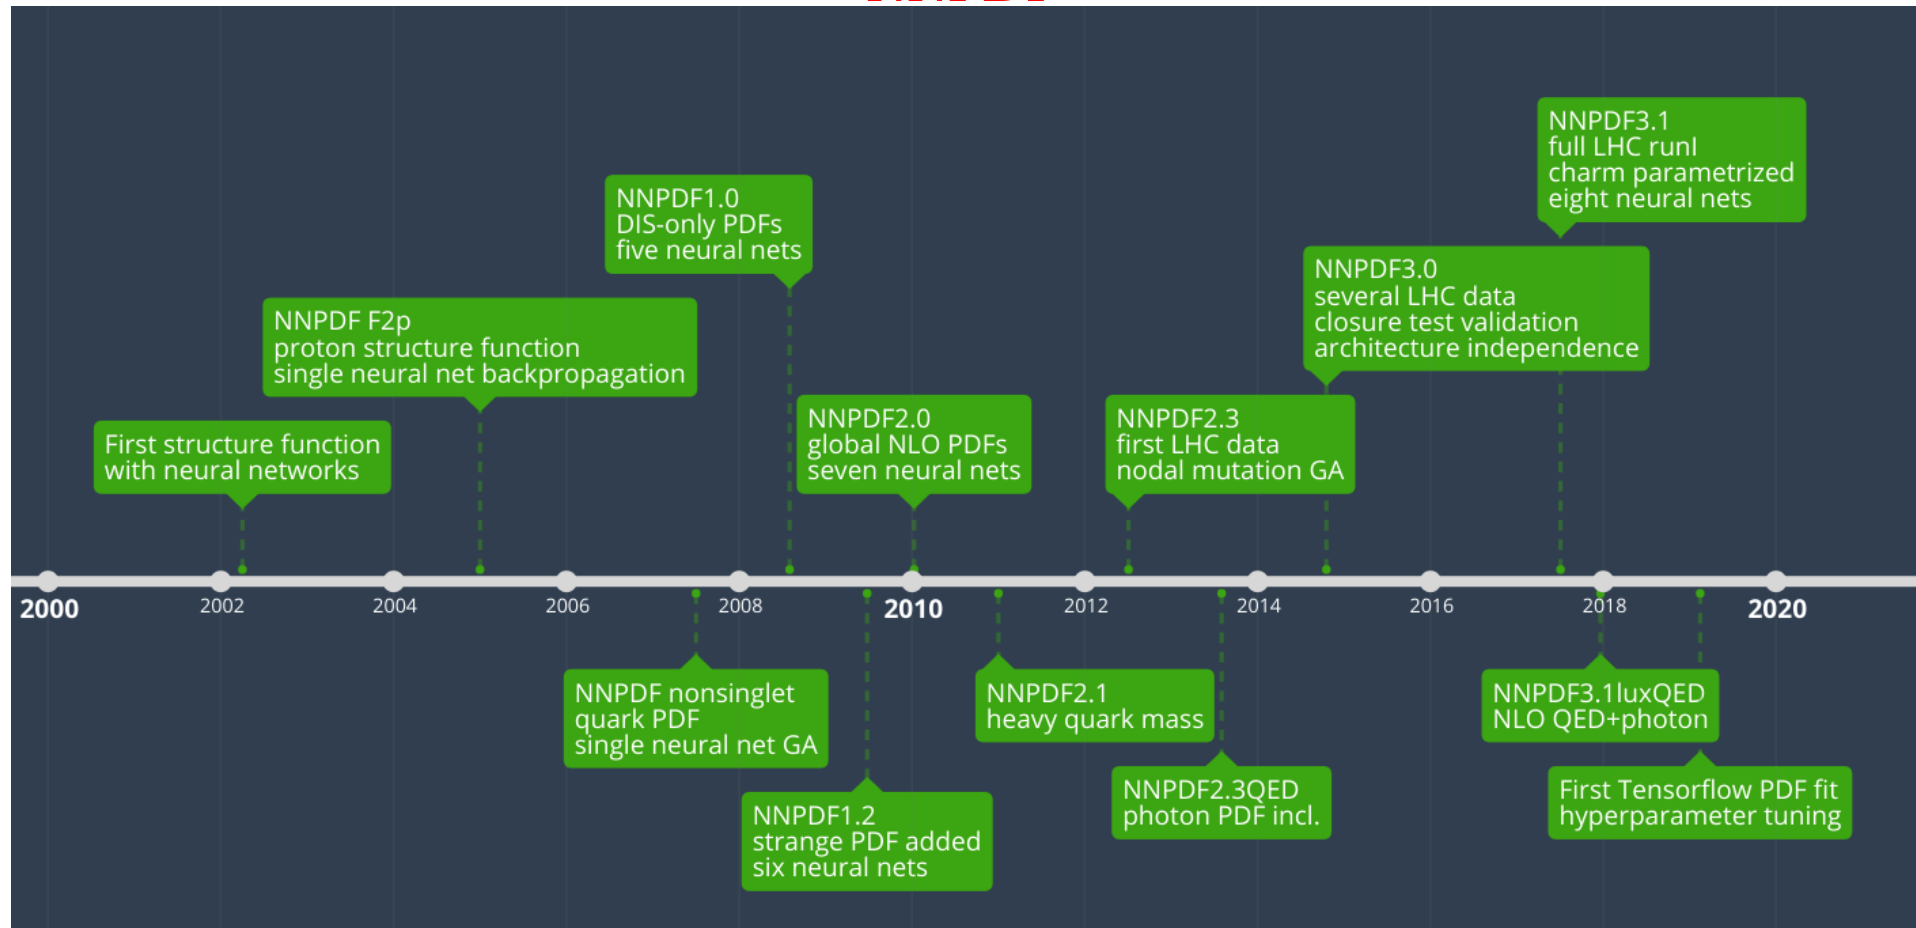 NNPDF3.1
full LHC runI
charm parametrized
eight neural nets
NNPDF1.0
DIS-only PDFs
five neural nets
NNPDF3.0
several LHC data
closure test validation
architecture independence
NNPDF F2p
proton structure function
single neural net backpropagation
NNPDF2.0
global NLO PDFs
seven neural nets
NNPDF2.3
first LHC data
nodal mutation GA
First structure function
with neural networks
2000
2002
2004
2006
2008
2010
2012
2014
2016
2018
2020
NNPDF nonsinglet
quark PDF
single neural net GA
NNPDF2.1
heavy quark mass
NNPDF3.1luxQED
NLO QED+photon
NNPDF2.3QED
photon PDF incl.
First Tensorflow PDF fit
hyperparameter tuning
NNPDF1.2
strange PDF added
six neural nets